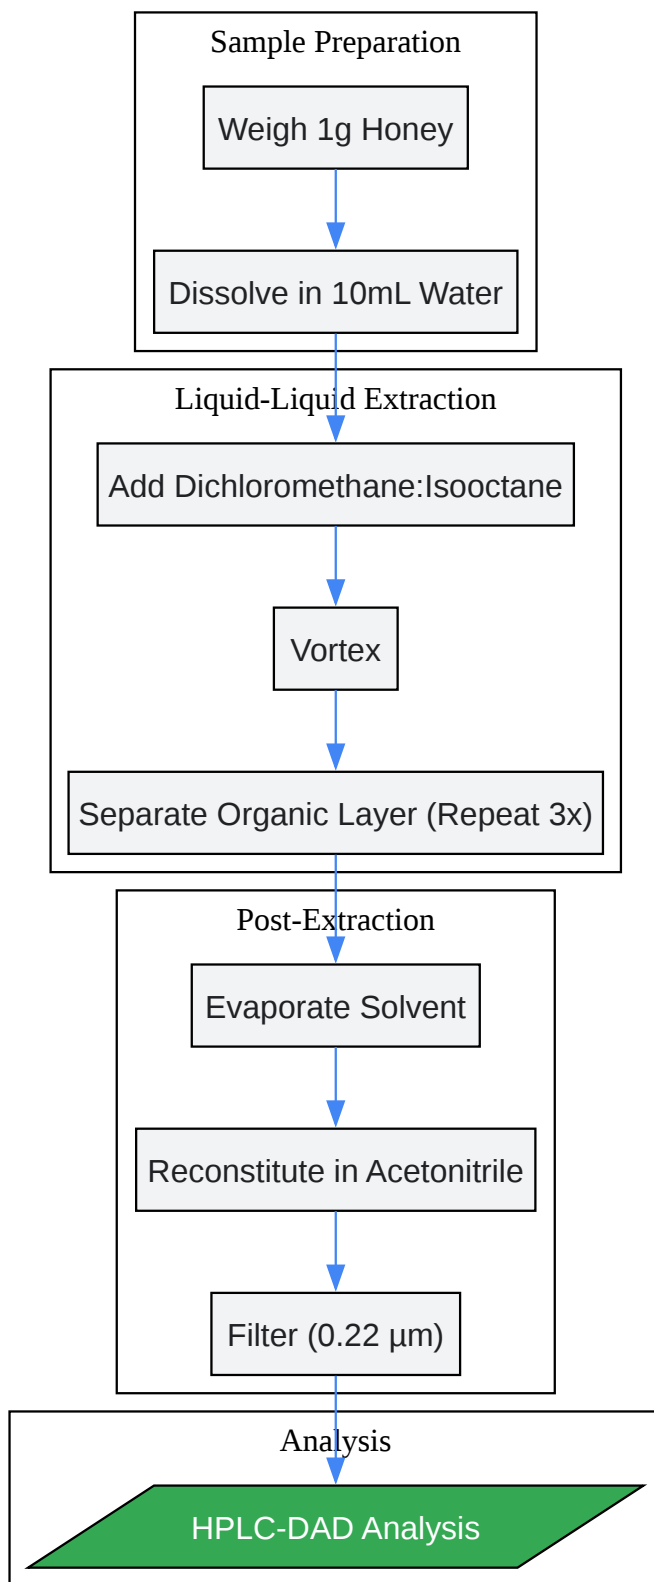 Sample Preparation
Weigh 1g Honey
Dissolve in 10mL Water
Liquid-Liquid Extraction
Add Dichloromethane:Isooctane
Vortex
Separate Organic Layer (Repeat 3x)
Post-Extraction
Evaporate Solvent
Reconstitute in Acetonitrile
Filter (0.22 µm)
Analysis
HPLC-DAD Analysis